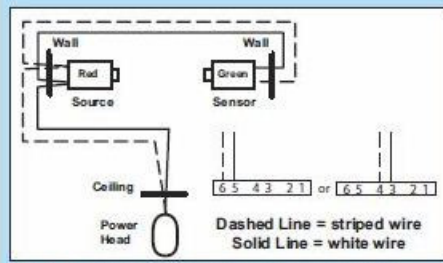 Wall
Wall
Red
Green
Source
Sensor
Ceiling
6 5 4 3 2 1 or 6 5 4 3 2 1
Power
Head
Dashed Line = striped wire
Solid Line = white wire